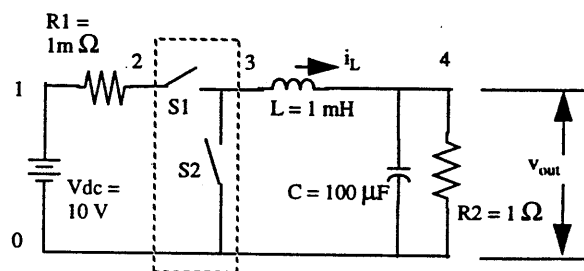 R1 =
1m Ω
1
2
S1
3
i_L
L = 1 mH
4
S2
Vdc =
10 V
C = 100 μF
R2 = 1 Ω
v_out
0